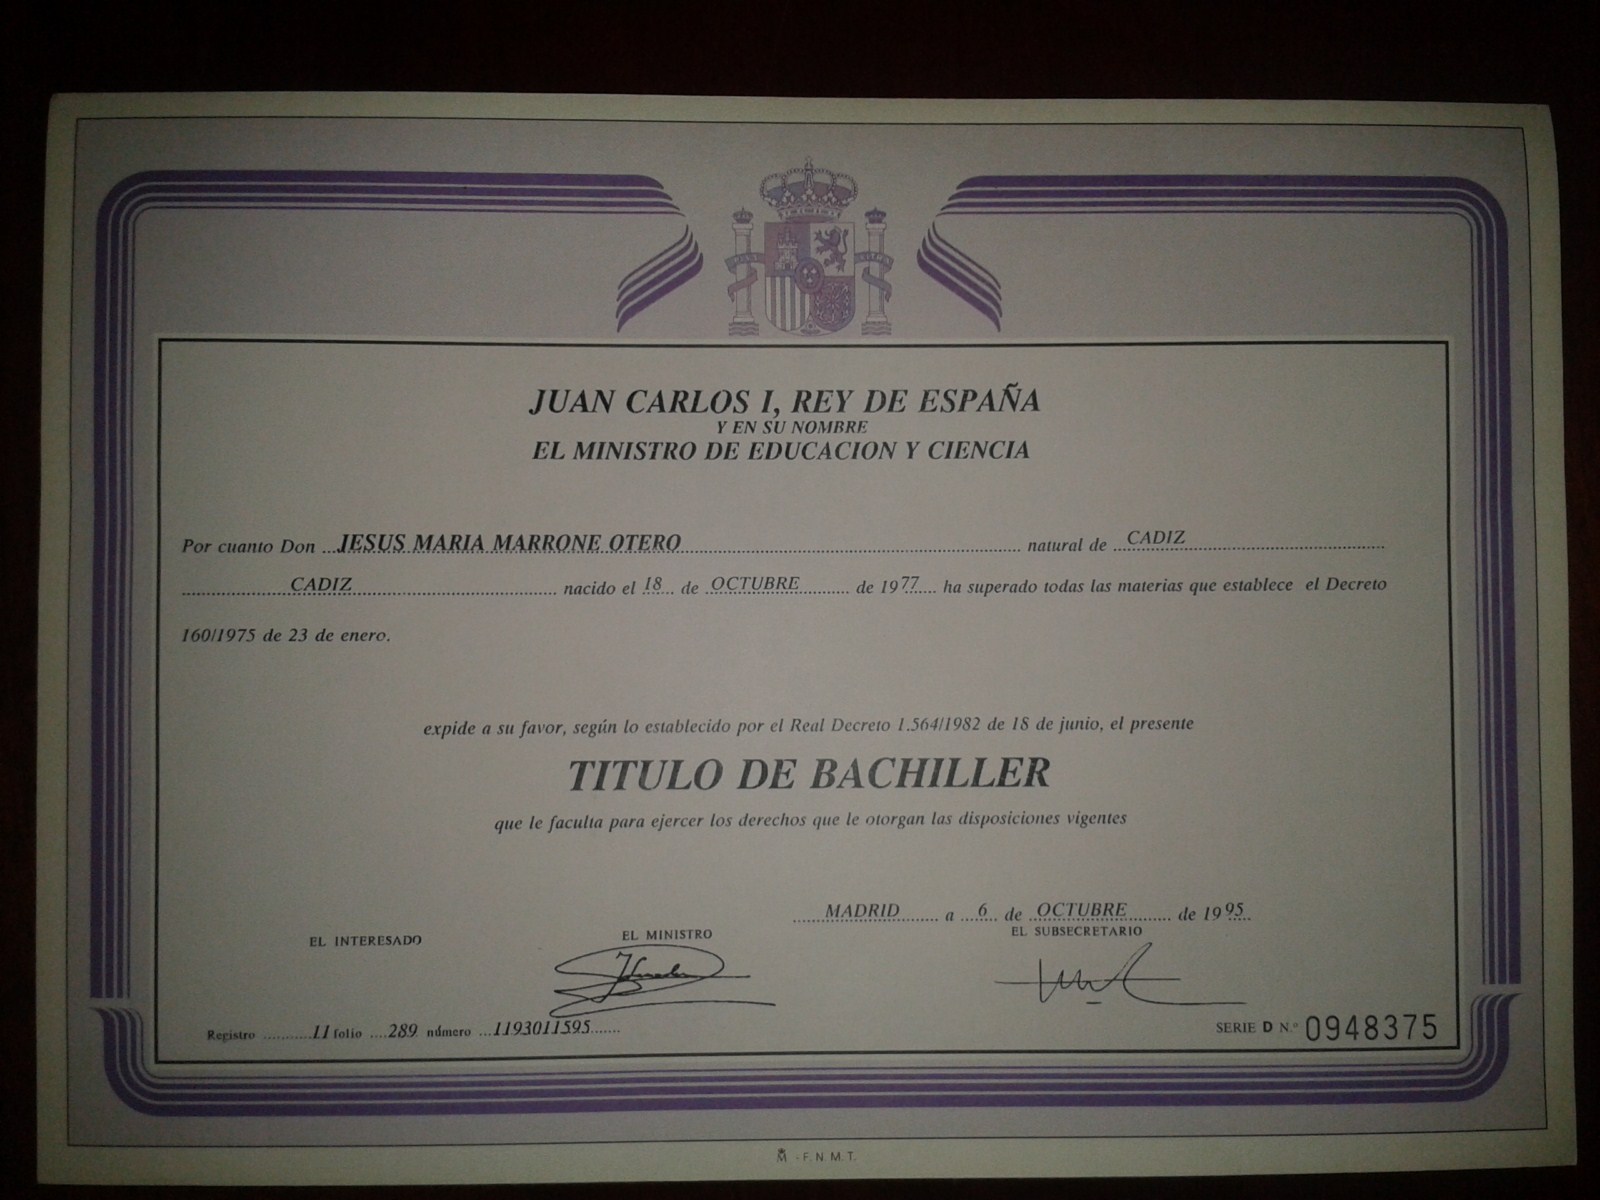 JUAN CARLOS I, REY DE ESPAÑA
Y EN SU NOMBRE
EL MINISTRO DE EDUCACION Y CIENCIA
Por cuanto Don JESUS MARIA MARRONE OTERO natural de CADIZ
CADIZ nacido el 18 de OCTUBRE de 1977 ha superado todas las materias que establece el Decreto
160/1975 de 23 de enero.
expide a su favor, según lo establecido por el Real Decreto 1.564/1982 de 18 de junio, el presente
TITULO DE BACHILLER
que le faculta para ejercer los derechos que le otorgan las disposiciones vigentes
MADRID a 6 de OCTUBRE de 1995
EL INTERESADO EL MINISTRO EL SUBSECRETARIO
Registro 11 folio 289 número 1193011595 SERIE D N.º 0948375
M - F. N. M. T.